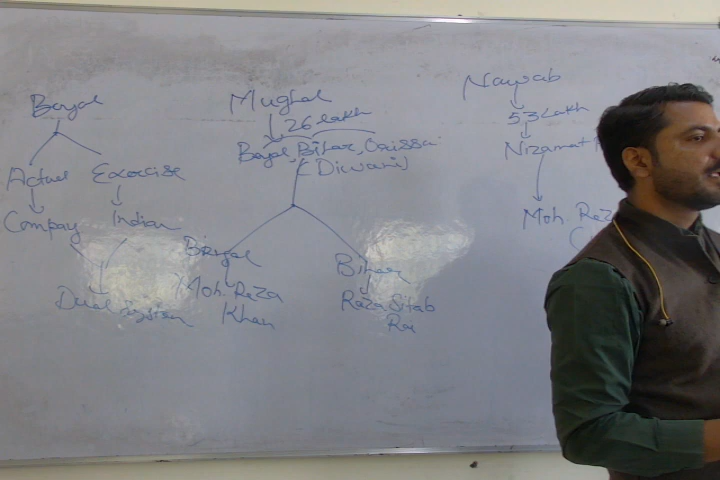 Bengal
Actual Exercise
Company Indian
Dual System
Mughal
26 lakh
Bengal, Bihar, Orissa
(Diwani)
Bengal Bihar
Moh. Reza
Khan
Raza Sitab
Rai
Nawab
53 Lakh
Nizamat
Moh. Reza
(